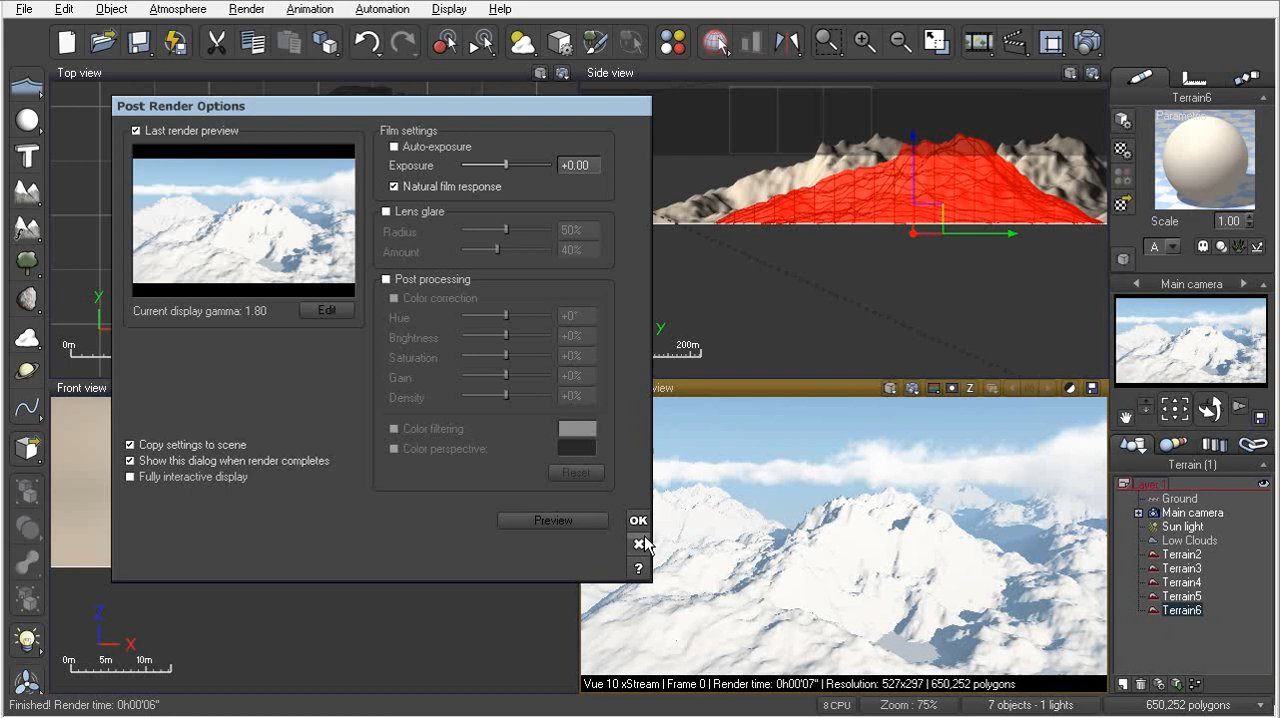 File Edit Object Atmosphere Render Animation Automation Display Help
Top view
Side view
Post Render Options
Last render preview
Current display gamma: 1.80
Edit
Copy settings to scene
Show this dialog when render completes
Fully interactive display
Film settings
Auto-exposure
Exposure +0.00
Natural film response
Lens glare
Radius 50%
Amount 40%
Post processing
Color correction
Hue +0°
Brightness +0%
Saturation +0%
Gain +0%
Density +0%
Color filtering:
Color perspective:
Reset
Preview
OK
?
Y
0m
y
200m
Front view
view
Z
Z
X
0m 5m 10m
Vue 10 xStream | Frame 0 | Render time: 0h00'07" | Resolution: 527x297 | 650,252 polygons
Terrain6
Parametric
Scale 1.00
A
Main camera
Terrain (1)
Layer 1
Ground
Main camera
Sun light
Low Clouds
Terrain2
Terrain3
Terrain4
Terrain5
Terrain6
Finished! Render time: 0h00'06"
8 CPU
Zoom : 75%
7 objects - 1 lights
650,252 polygons